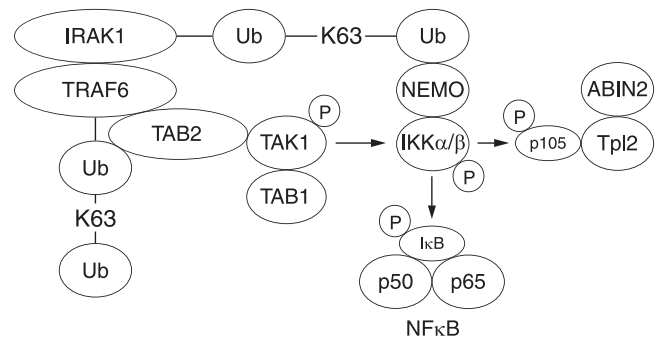 IRAK1 Ub K63 Ub
TRAF6 NEMO ABIN2
P P
TAB2 TAK1 IKKα/β p105 Tpl2
Ub P
TAB1
K63 P
IκB
Ub p50 p65
NFκB